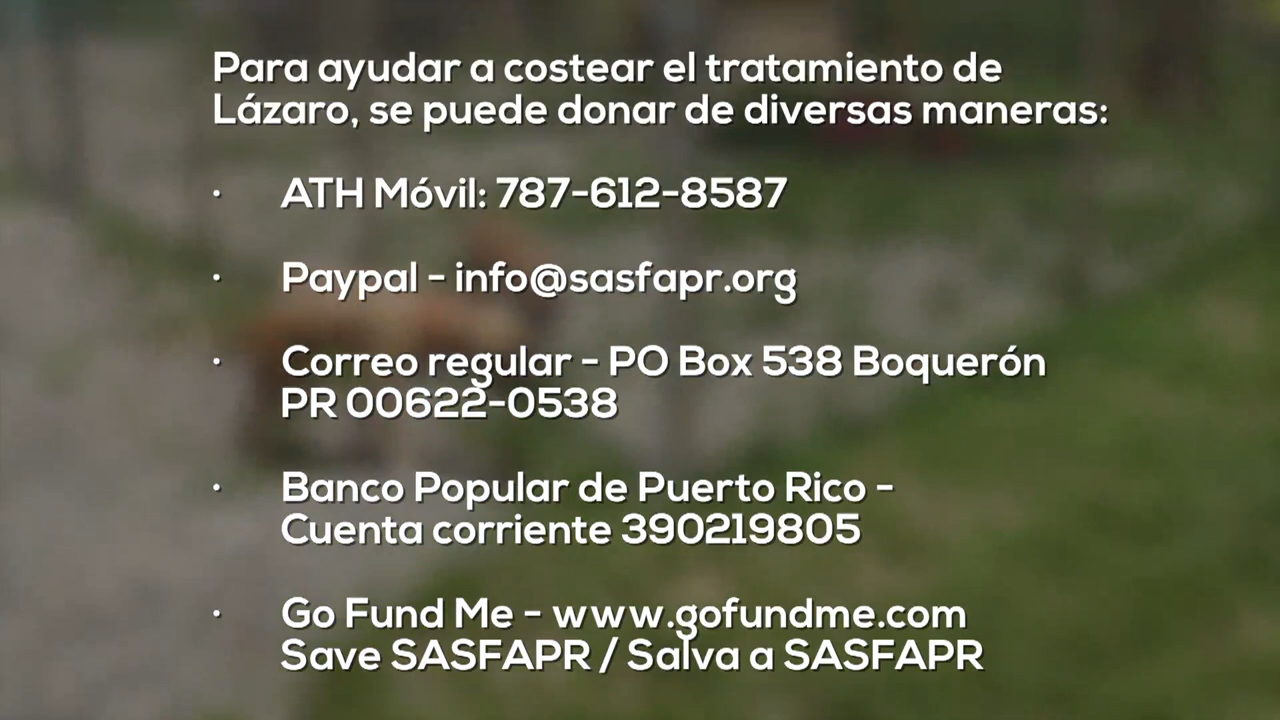 Para ayudar a costear el tratamiento de
Lázaro, se puede donar de diversas maneras:
· ATH Móvil: 787-612-8587
· Paypal - info@sasfapr.org
· Correo regular - PO Box 538 Boquerón
PR 00622-0538
· Banco Popular de Puerto Rico -
Cuenta corriente 390219805
· Go Fund Me - www.gofundme.com
Save SASFAPR / Salva a SASFAPR